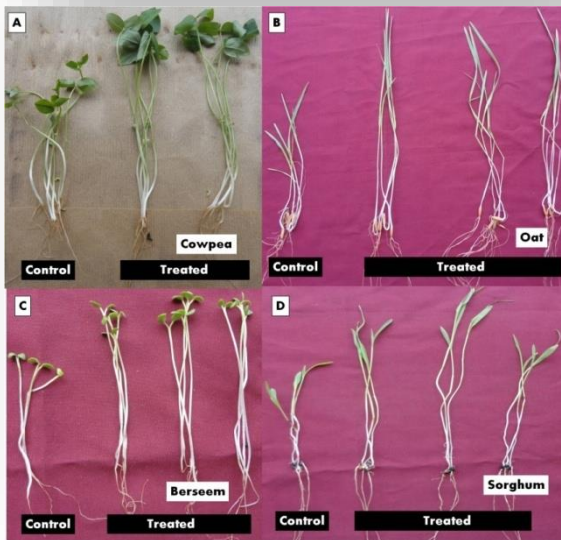 A
Cowpea
Control
Treated
B
Oat
Control
Treated
C
Berseem
Control
Treated
D
Sorghum
Control
Treated